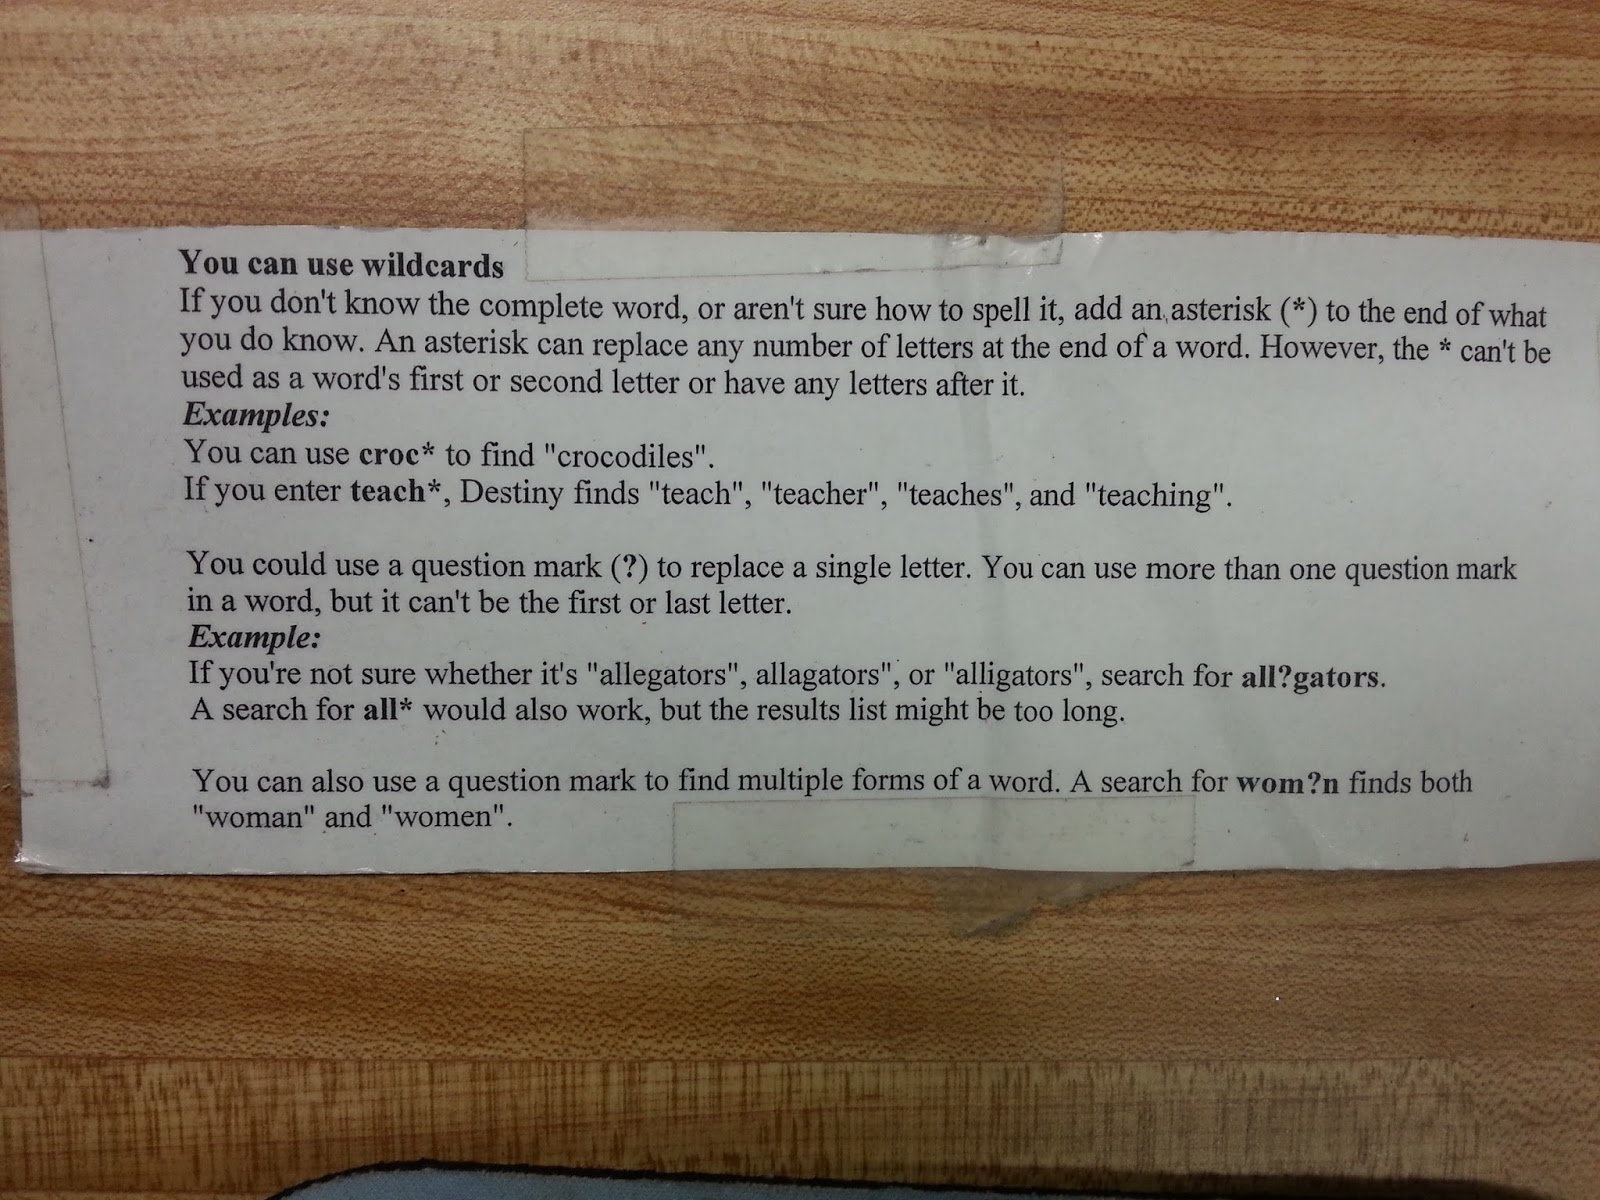 You can use wildcards
If you don't know the complete word, or aren't sure how to spell it, add an asterisk (*) to the end of what
you do know. An asterisk can replace any number of letters at the end of a word. However, the * can't be
used as a word's first or second letter or have any letters after it.
Examples:
You can use croc* to find "crocodiles".
If you enter teach*, Destiny finds "teach", "teacher", "teaches", and "teaching".
You could use a question mark (?) to replace a single letter. You can use more than one question mark
in a word, but it can't be the first or last letter.
Example:
If you're not sure whether it's "allegators", allagators", or "alligators", search for all?gators.
A search for all* would also work, but the results list might be too long.
You can also use a question mark to find multiple forms of a word. A search for wom?n finds both
"woman" and "women".